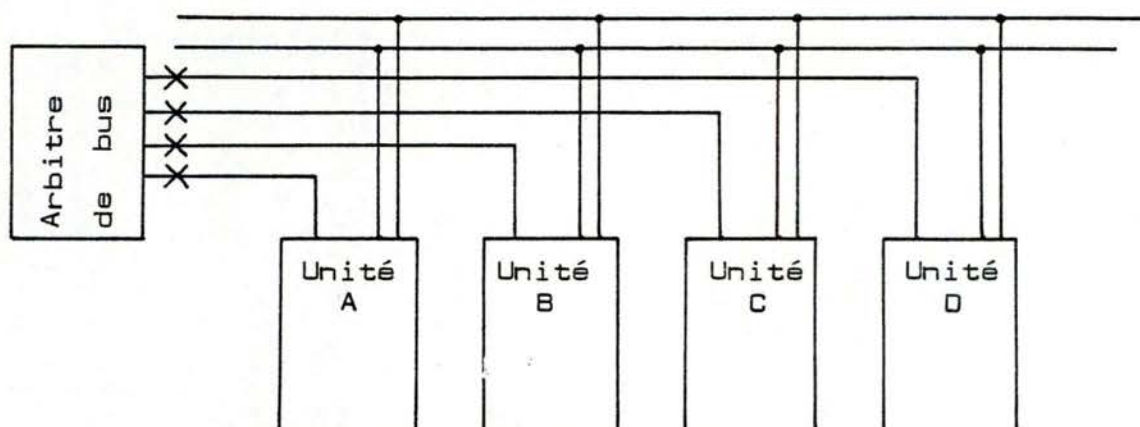 Arbitre
de bus
Unité
A
Unité
B
Unité
C
Unité
D